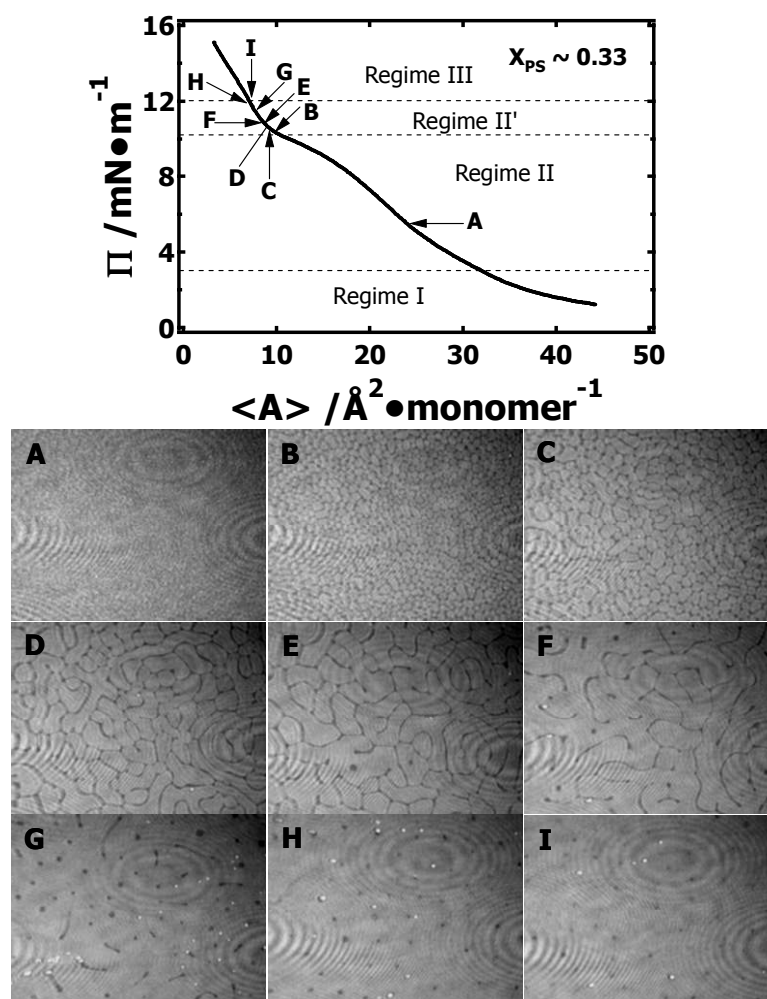 16
12
8
4
0
Π /mN●m-1
I
H
G
E
F
B
D
C
A
Regime III
X PS ~ 0.33
Regime II'
Regime II
Regime I
0 10 20 30 40 50
<A> /Å2●monomer-1
A B C
D E F
G H I